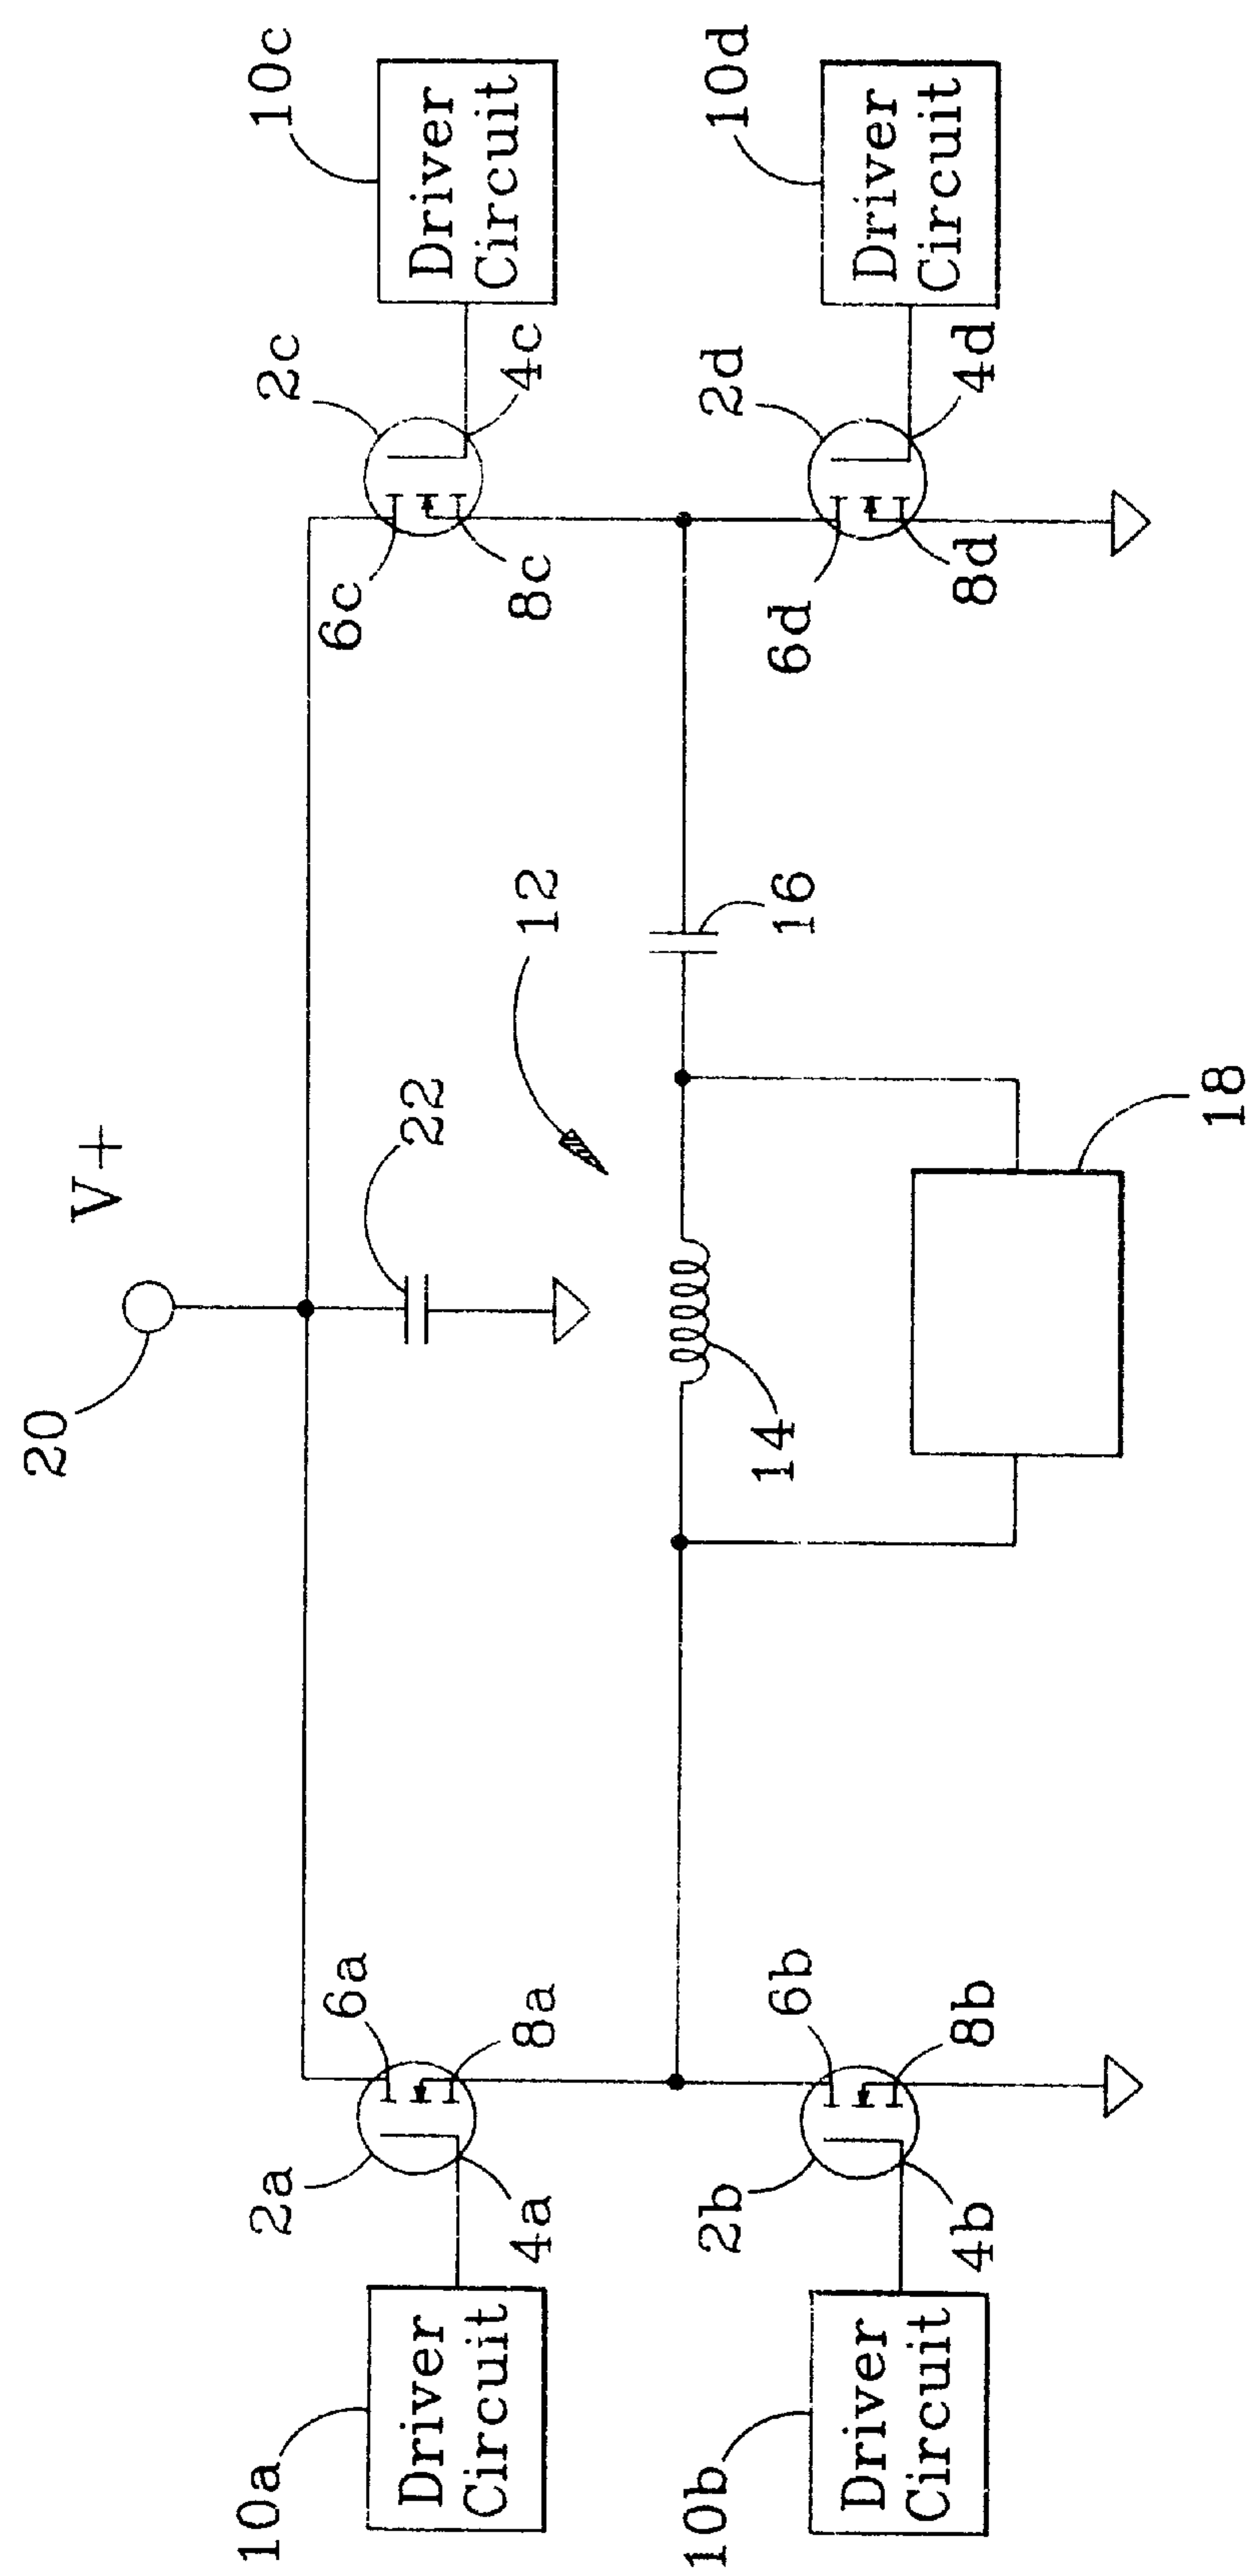 V+
20
22
12
10a
Driver
Circuit
2a
4a
6a
8a
10c
Driver
Circuit
2c
4c
6c
8c
14
16
18
10b
Driver
Circuit
2b
4b
6b
8b
10d
Driver
Circuit
2d
4d
6d
8d